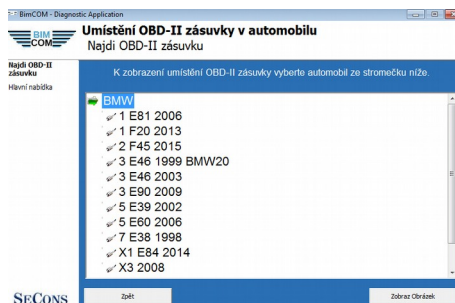 BimCOM - Diagnostic Application
BIM
COM
Umístění OBD-II zásuvky v automobilu
Najdi OBD-II zásuvku
Najdi OBD-II
zásuvku
Hlavní nabídka
K zobrazení umístění OBD-II zásuvky vyberte automobil ze stromečku níže.
BMW
1 E81 2006
1 F20 2013
2 F45 2015
3 E46 1999 BMW20
3 E46 2003
3 E90 2009
5 E39 2002
5 E60 2006
7 E38 1998
X1 E84 2014
X3 2008
SECONS
Zpět
Zobraz Obrázek